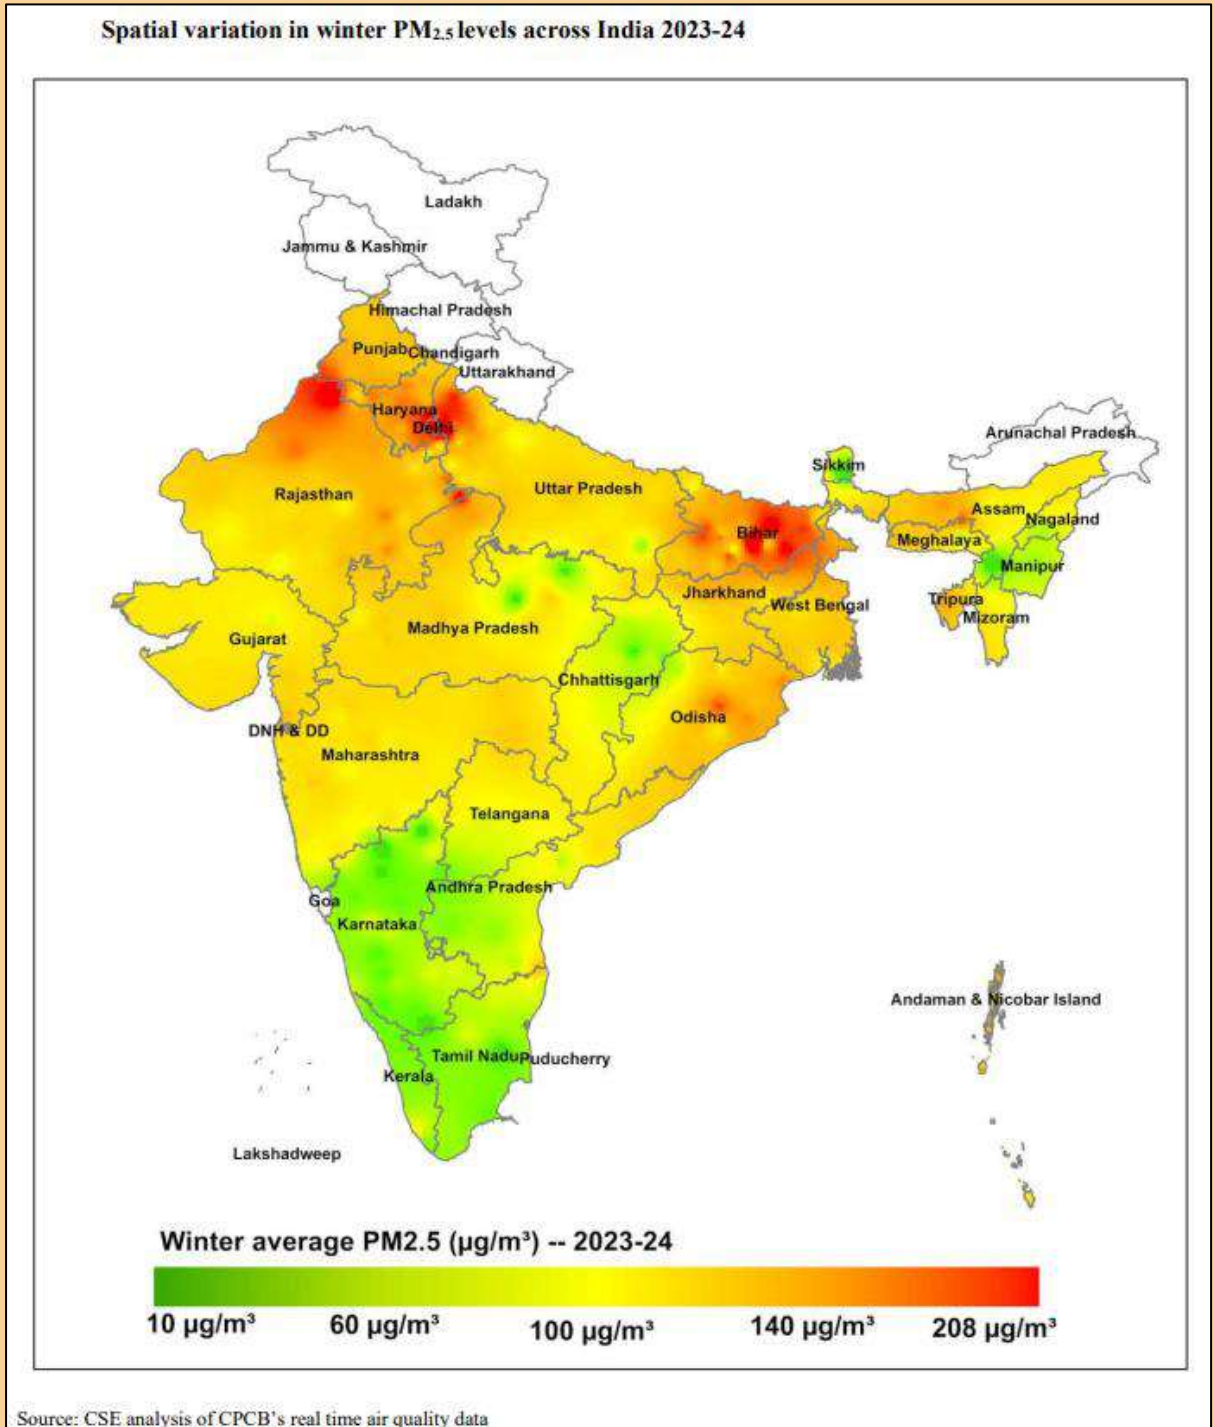 Spatial variation in winter PM2.5 levels across India 2023-24
Ladakh
Jammu & Kashmir
Himachal Pradesh
Punjab
Chandigarh
Uttarakhand
Haryana
Delhi
Arunachal Pradesh
Sikkim
Rajasthan
Uttar Pradesh
Assam
Nagaland
Bihar
Meghalaya
Manipur
Jharkhand
West Bengal
Tripura
Mizoram
Gujarat
Madhya Pradesh
Chhattisgarh
Odisha
DNH & DD
Maharashtra
Telangana
Andhra Pradesh
Goa
Karnataka
Andaman & Nicobar Island
Tamil Nadu
Puducherry
Kerala
Lakshadweep
Winter average PM2.5 (µg/m³) -- 2023-24
10 µg/m³ 60 µg/m³ 100 µg/m³ 140 µg/m³ 208 µg/m³
Source: CSE analysis of CPCB's real time air quality data